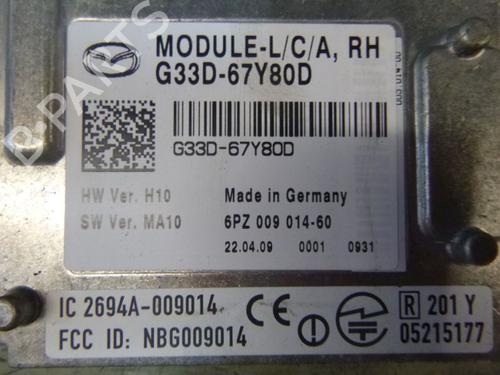 MODULE-L/C/A, RH
G33D-67Y80D
G33D-67Y80D
HW Ver. H10
Made in Germany
SW Ver. MA10
6PZ 009 014-60
22.04.09 0001 0931
IC 2694A-009014
FCC ID: NBG009014
CE
R 201 Y
05215177
B-PARTS